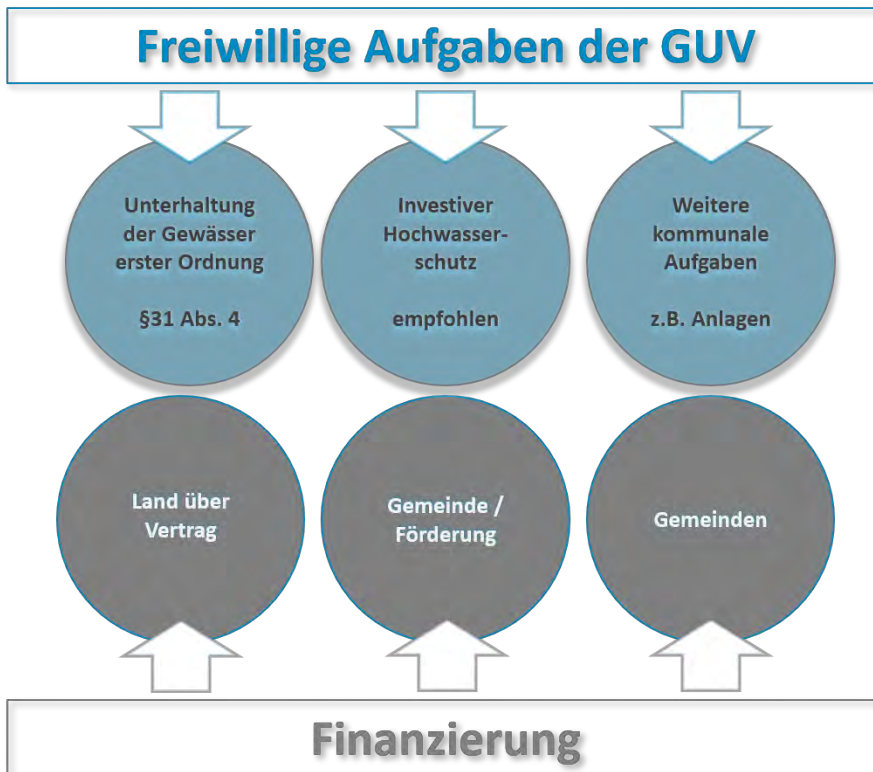 Freiwillige Aufgaben der GUV
Unterhaltung
der Gewässer
erster Ordnung
§31 Abs. 4
Investiver
Hochwasser-
schutz
empfohlen
Weitere
kommunale
Aufgaben
z.B. Anlagen
Land über
Vertrag
Gemeinde /
Förderung
Gemeinden
Finanzierung